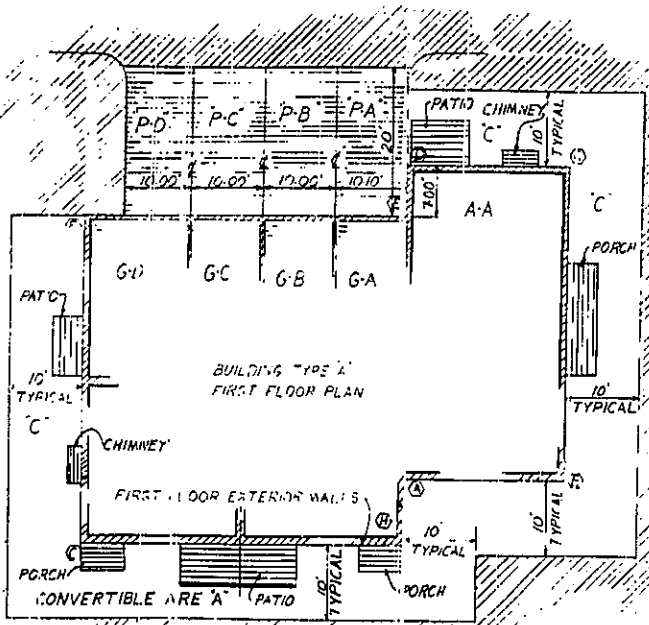 "P-D" "P-C" "P-B" "P-A"
PATIO
CHIMNEY
"C"
10'
TYPICAL
20'
10.00' 10.00' 10.00' 10.10'
7.00'
A-A
"C"
PORCH
G-D G-C G-B G-A
PATIO
BUILDING TYPE "A"
FIRST FLOOR PLAN
10'
TYPICAL
"C"
10'
TYPICAL
CHIMNEY
FIRST FLOOR EXTERIOR WALLS
A
H
10'
TYPICAL
10'
TYPICAL
PORCH
PATIO
10'
TYPICAL
PORCH
CONVERTIBLE ARE "A"